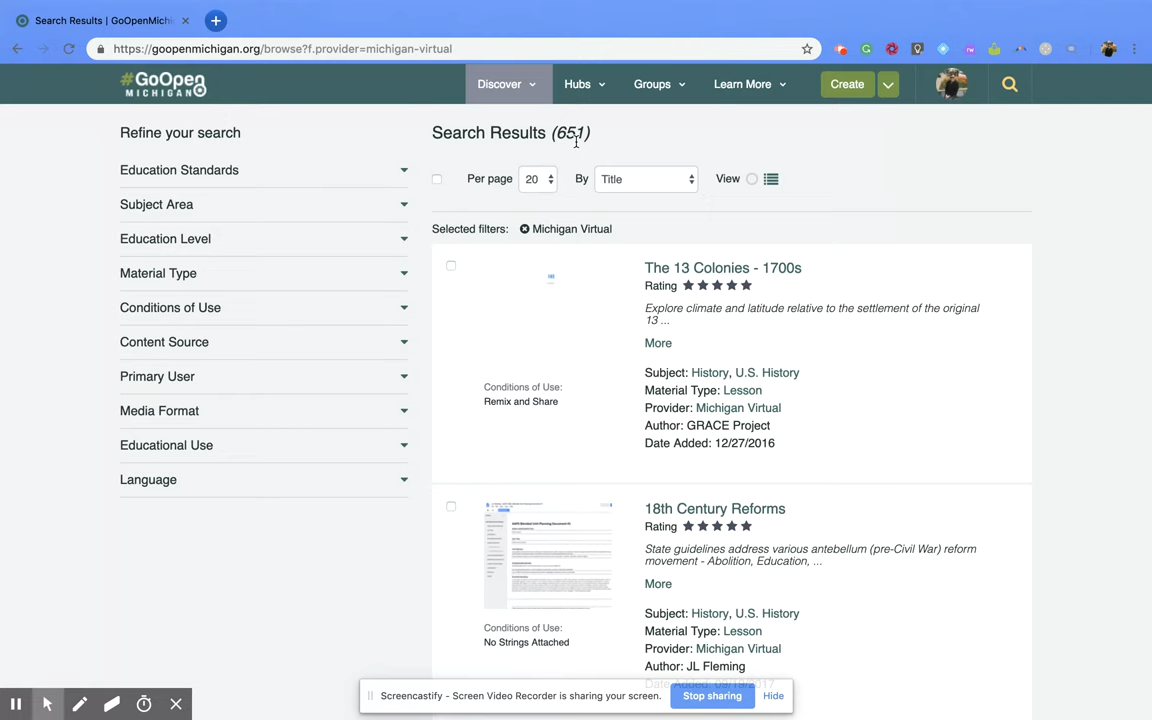 Search Results | GoOpenMichi
https://goopenmichigan.org/browse?f.provider=michigan-virtual
#GoOpen
MICHIGAN
Discover
Hubs
Groups
Learn More
Create
Refine your search
Education Standards
Subject Area
Education Level
Material Type
Conditions of Use
Content Source
Primary User
Media Format
Educational Use
Language
Search Results (651)
Per page 20 By Title View
Selected filters: Michigan Virtual
The 13 Colonies - 1700s
Rating ★★★★★
Explore climate and latitude relative to the settlement of the original
13 ...
More
Conditions of Use:
Remix and Share
Subject: History, U.S. History
Material Type: Lesson
Provider: Michigan Virtual
Author: GRACE Project
Date Added: 12/27/2016
18th Century Reforms
Rating ★★★★★
State guidelines address various antebellum (pre-Civil War) reform
movement - Abolition, Education, ...
More
Conditions of Use:
No Strings Attached
Subject: History, U.S. History
Material Type: Lesson
Provider: Michigan Virtual
Author: JL Fleming
Date Added: 09/19/2017
Screencastify - Screen Video Recorder is sharing your screen.
Stop sharing
Hide